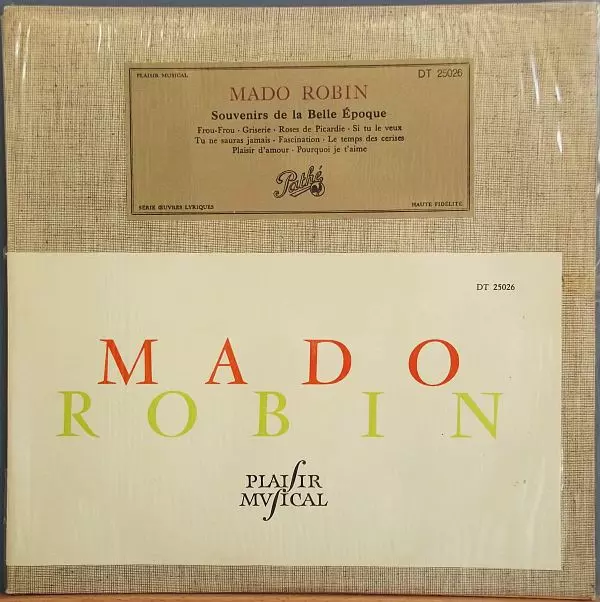 PLAISIR MUSICAL
DT 25026
MADO ROBIN
Souvenirs de la Belle Époque
Frou-Frou · Griserie · Roses de Picardie · Si tu le veux
Tu ne sauras jamais · Fascination · Le temps des cerises
Plaisir d'amour · Pourquoi je t'aime
Pathé
SÉRIE ŒUVRES LYRIQUES
HAUTE FIDÉLITÉ
DT 25026
MADO
ROBIN
PLAIſIR
MVſICAL